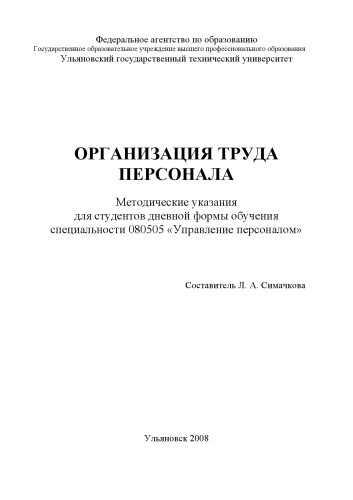 Федеральное агентство по образованию
Государственное образовательное учреждение высшего профессионального образования
Ульяновский государственный технический университет
ОРГАНИЗАЦИЯ ТРУДА
ПЕРСОНАЛА
Методические указания
для студентов дневной формы обучения
специальности 080505 «Управление персоналом»
Составитель Л. А. Симачкова
Ульяновск 2008